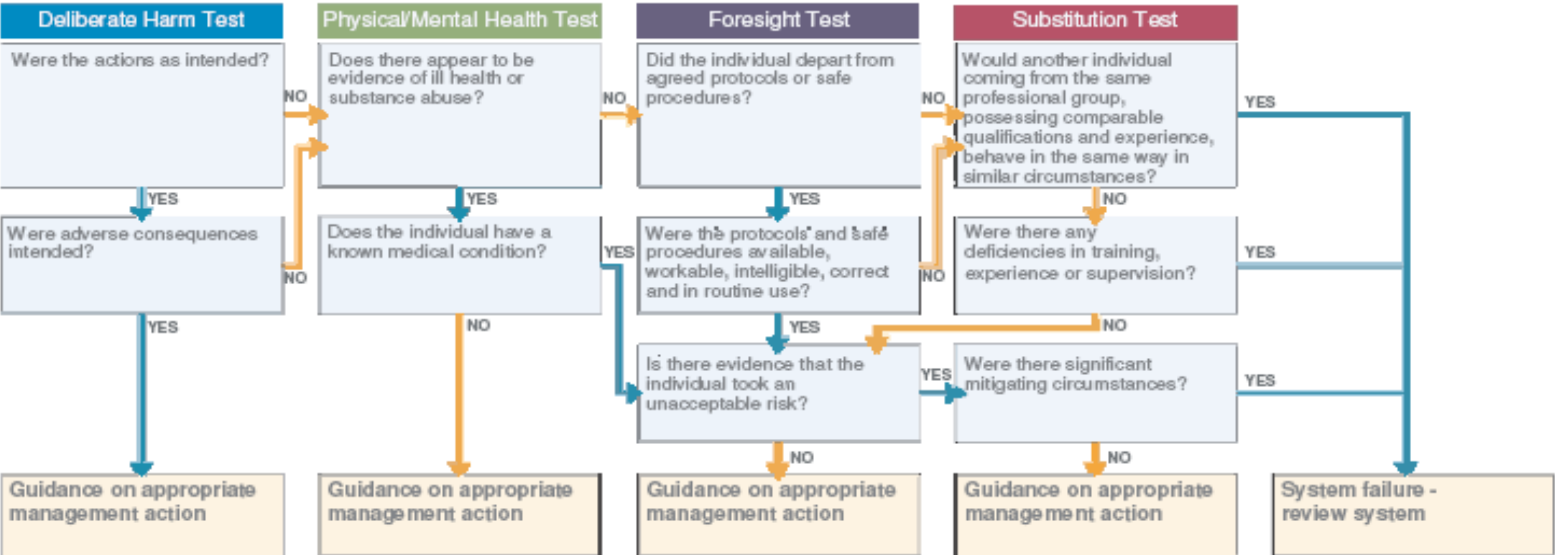 Deliberate Harm Test
Physical/Mental Health Test
Foresight Test
Substitution Test
Were the actions as intended?
NO
YES
Were adverse consequences
intended?
NO
YES
Does there appear to be
evidence of ill health or
substance abuse?
NO
YES
Does the individual have a
known medical condition?
YES
NO
Did the individual depart from
agreed protocols or safe
procedures?
NO
YES
Were the protocols and safe
procedures available,
workable, intelligible, correct
and in routine use?
NO
YES
Is there evidence that the
individual took an
unacceptable risk?
YES
NO
Would another individual
coming from the same
professional group,
possessing comparable
qualifications and experience,
behave in the same way in
similar circumstances?
YES
NO
Were there any
deficiencies in training,
experience or supervision?
YES
NO
Were there significant
mitigating circumstances?
YES
NO
Guidance on appropriate
management action
Guidance on appropriate
management action
Guidance on appropriate
management action
Guidance on appropriate
management action
System failure -
review system